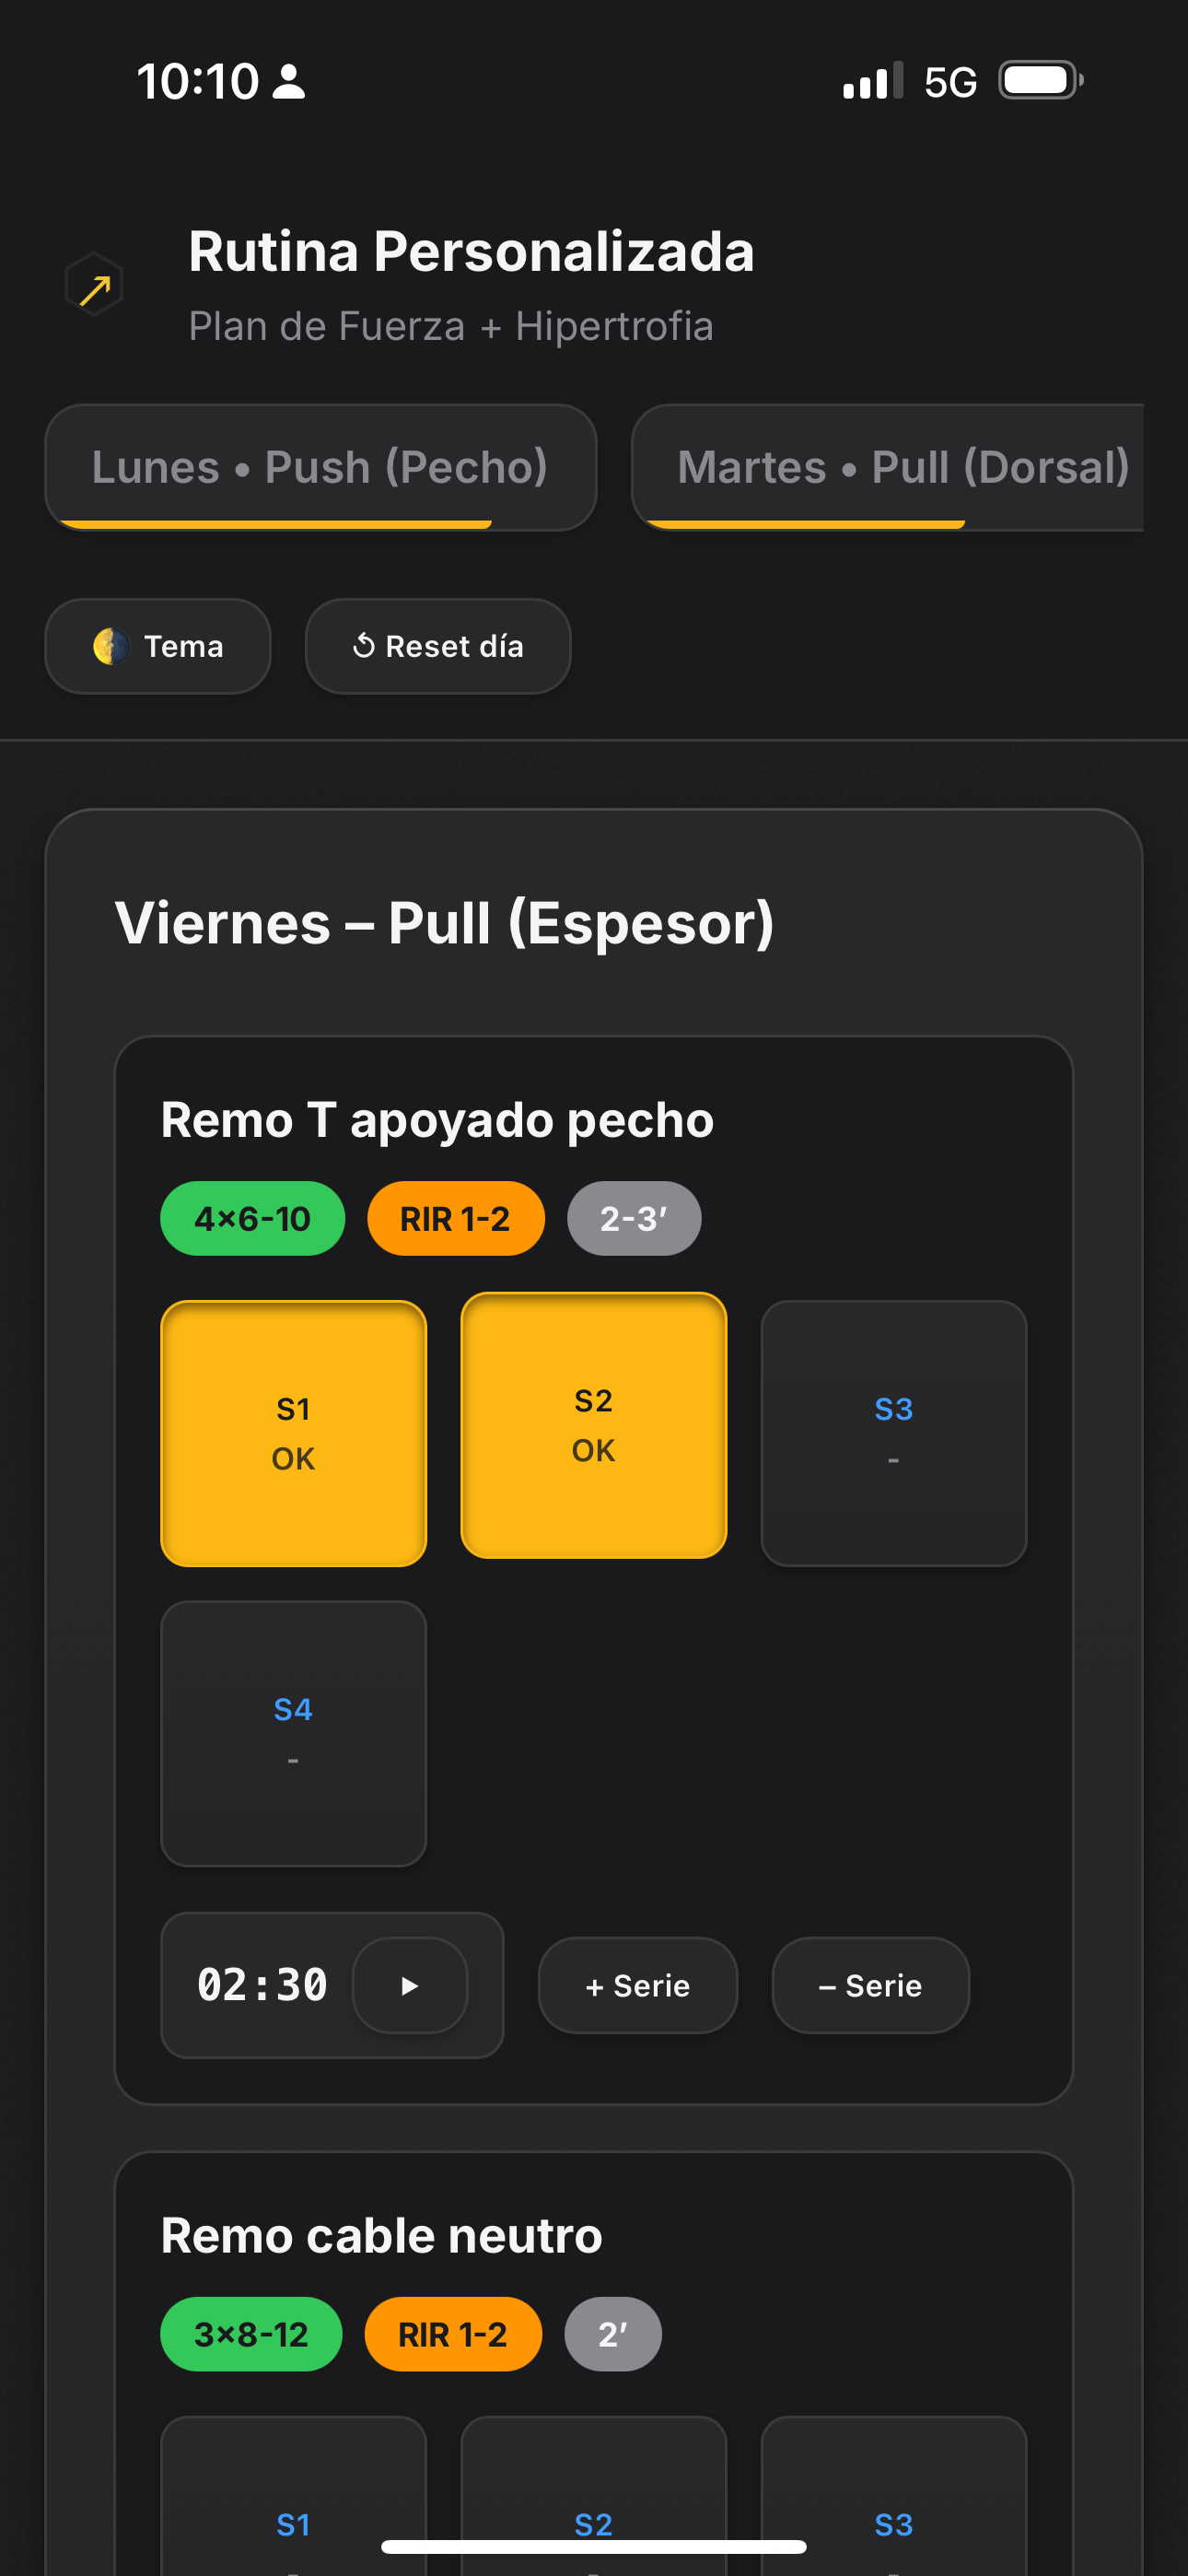 10:10 5G
Rutina Personalizada
Plan de Fuerza + Hipertrofia
Lunes • Push (Pecho) Martes • Pull (Dorsal)
Tema Reset día
Viernes – Pull (Espesor)
Remo T apoyado pecho
4×6-10 RIR 1-2 2-3’
S1 S2 S3
OK OK -
S4
-
02:30 + Serie – Serie
Remo cable neutro
3×8-12 RIR 1-2 2’
S1 S2 S3